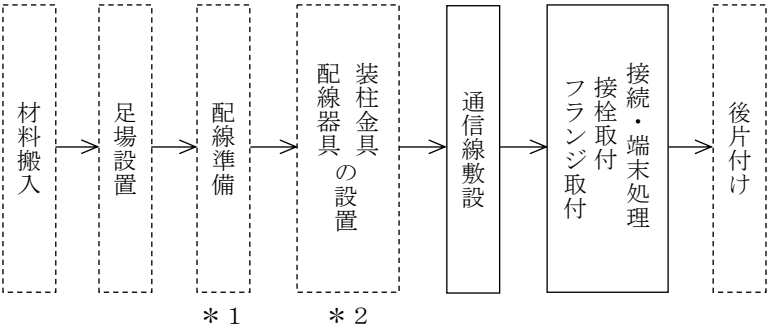 材料搬入
足場設置
配線準備
装柱金具
配線器具
の設置
通信線敷設
接続・端末処理
接栓取付
フランジ取付
後片付け
＊1
＊2